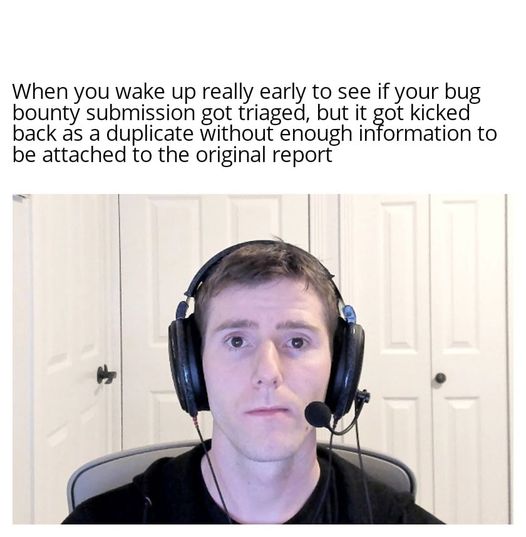 When you wake up really early to see if your bug
bounty submission got triaged, but it got kicked
back as a duplicate without enough information to
be attached to the original report